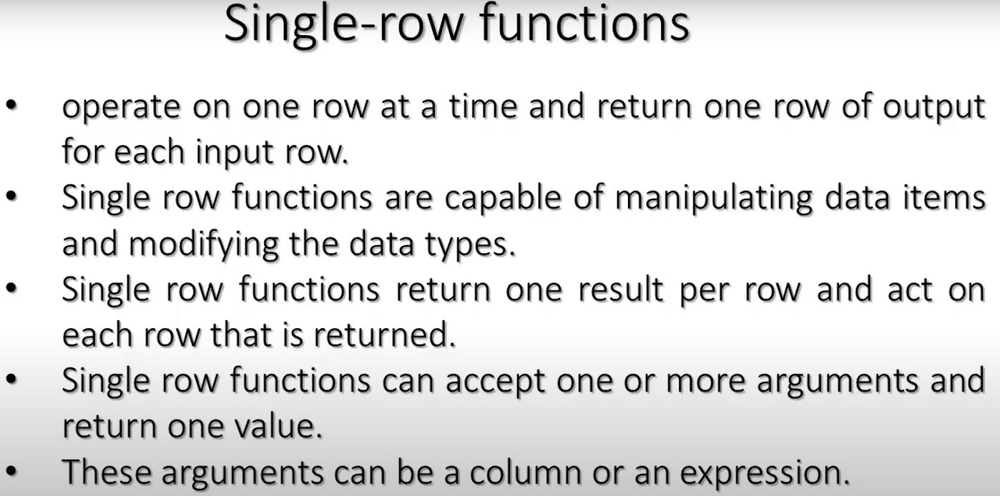 Single-row functions
• operate on one row at a time and return one row of output
for each input row.
• Single row functions are capable of manipulating data items
and modifying the data types.
• Single row functions return one result per row and act on
each row that is returned.
• Single row functions can accept one or more arguments and
return one value.
• These arguments can be a column or an expression.